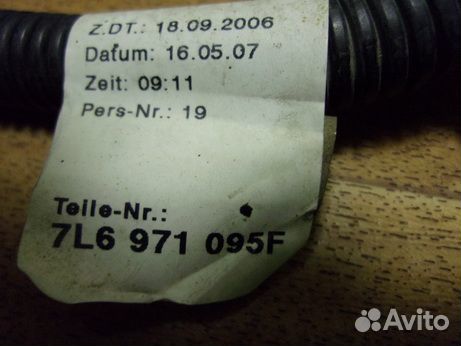 Z.DT.: 18.09.2006
Datum: 16.05.07
Zeit: 09:11
Pers-Nr.: 19
Teile-Nr.:
7L6 971 095F
Avito